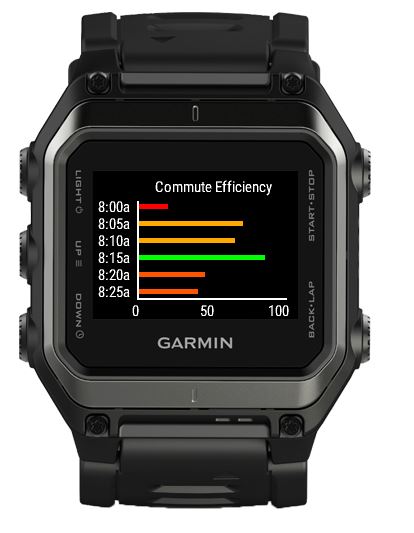 Commute Efficiency
8:00a
8:05a
8:10a
8:15a
8:20a
8:25a
0 50 100
GARMIN
LIGHT
UP
DOWN
START•STOP
BACK•LAP